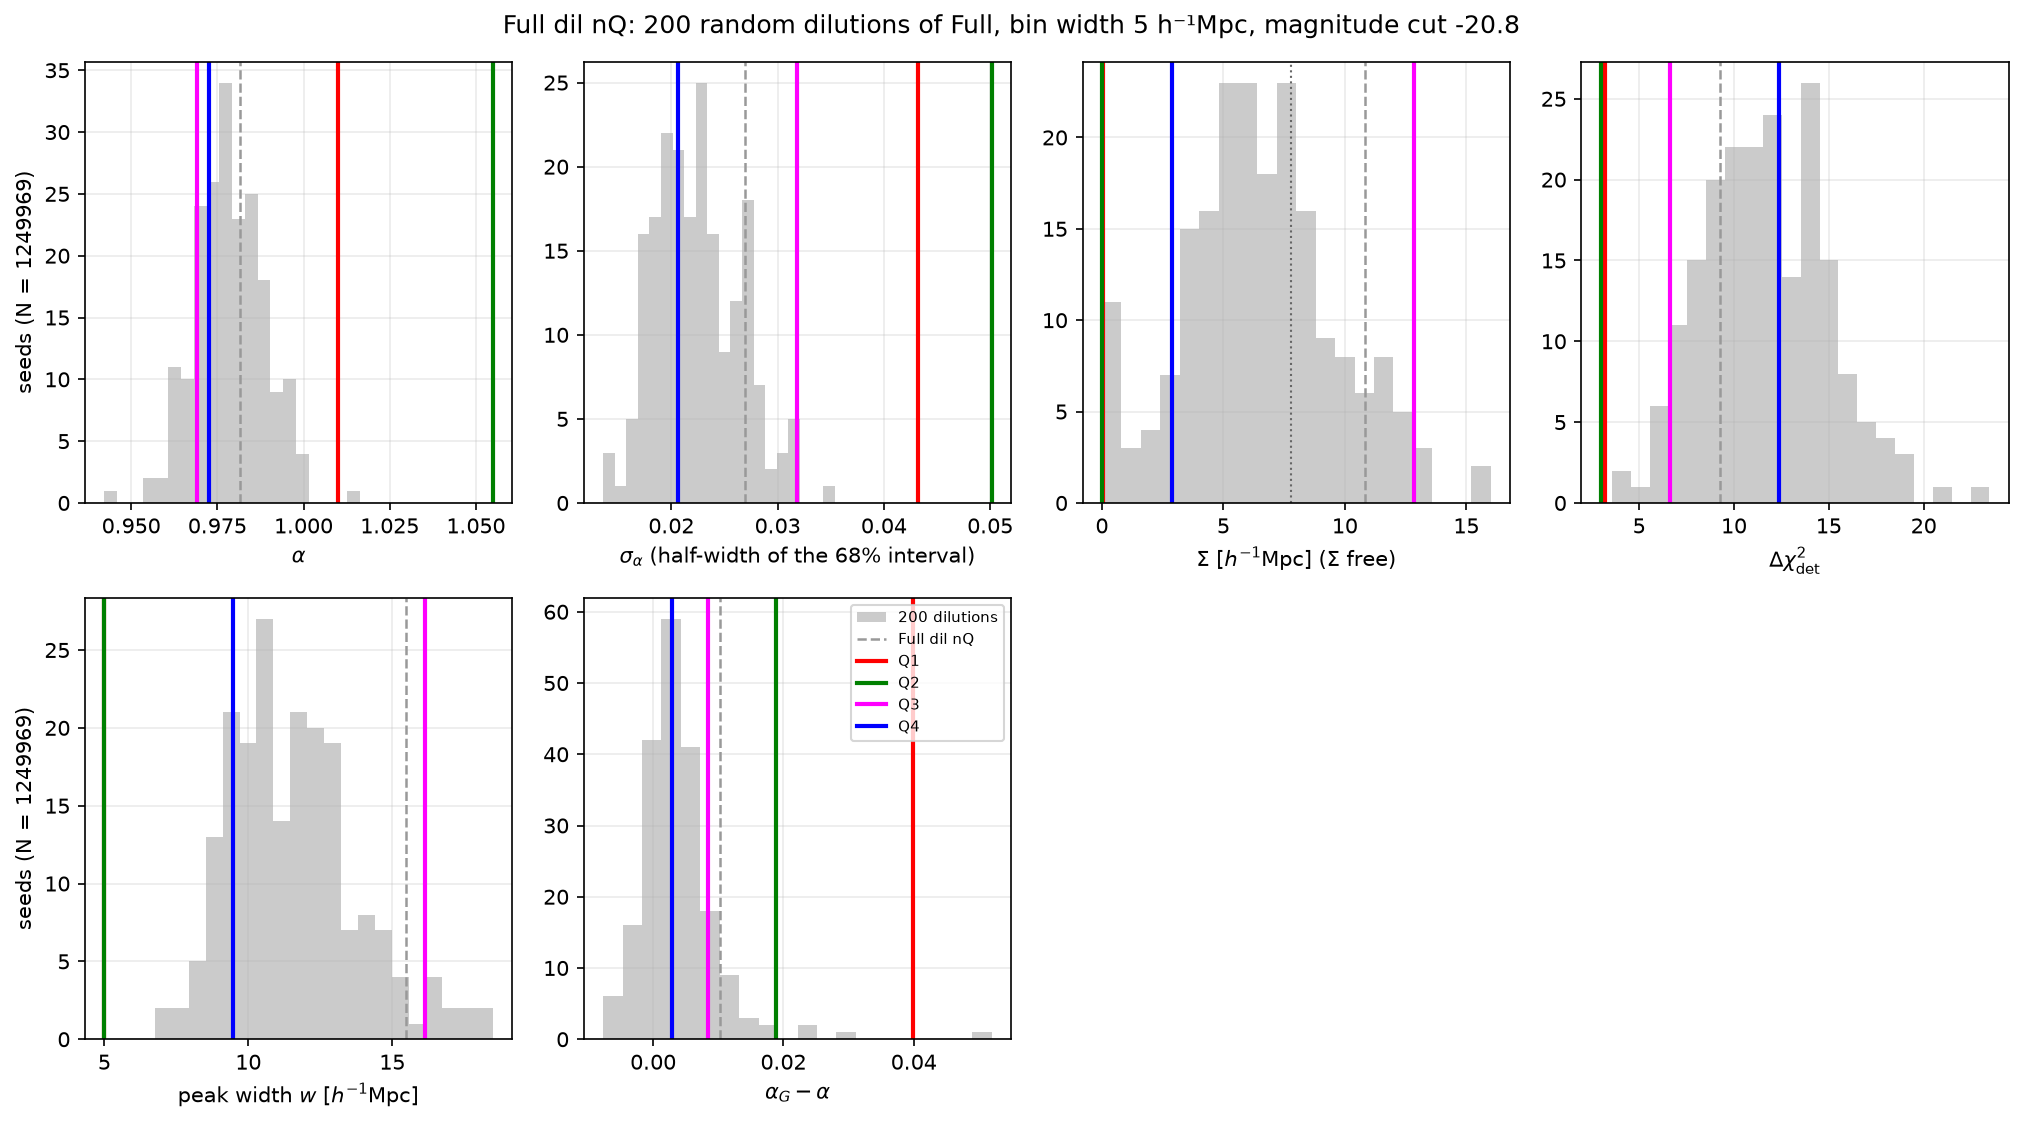 Full dil nQ: 200 random dilutions of Full, bin width 5 h⁻¹Mpc, magnitude cut -20.8
35
30
25
20
15
10
5
0
seeds (N = 1249969)
0.950 0.975 1.000 1.025 1.050
α
25
20
15
10
5
0
0.02 0.03 0.04 0.05
σ_α (half-width of the 68% interval)
20
15
10
5
0
0 5 10 15
Σ [h⁻¹Mpc] (Σ free)
25
20
15
10
5
0
5 10 15 20
Δχ²_det
25
20
15
10
5
0
seeds (N = 1249969)
5 10 15
peak width w [h⁻¹Mpc]
60
50
40
30
20
10
0
0.00 0.02 0.04
α_G − α
200 dilutions
Full dil nQ
Q1
Q2
Q3
Q4